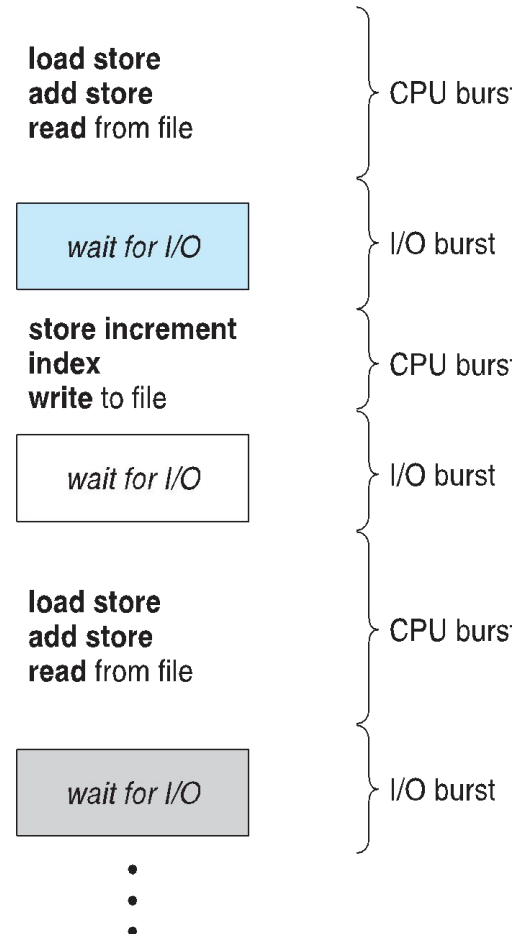 load store
add store
read from file
CPU burst
wait for I/O
I/O burst
store increment
index
write to file
CPU burst
wait for I/O
I/O burst
load store
add store
read from file
CPU burst
wait for I/O
I/O burst